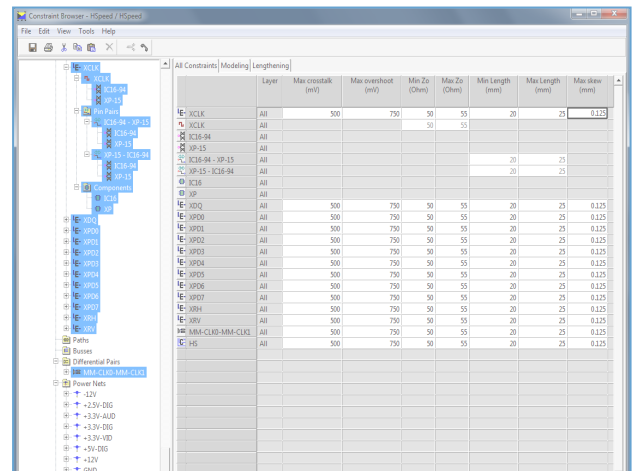 Constraint Browser - HSpeed / HSpeed
File Edit View Tools Help
All Constraints Modeling Lengthening
XCLK
XCLK
IC16-94
XP-15
Pin Pairs
IC16-94 - XP-15
IC16-94
XP-15
XP-15 - IC16-94
IC16-94
XP-15
Components
IC16
XP
XDQ
XPD0
XPD1
XPD2
XPD3
XPD4
XPD5
XPD6
XPD7
XRH
XRV
Paths
Busses
Differential Pairs
MM-CLK0-MM-CLK1
Power Nets
-12V
+2.5V-DIG
+3.3V-AUD
+3.3V-DIG
+3.3V-VID
+5V-DIG
+12V
GND
Layer Max crosstalk (mV) Max overshoot (mV) Min Zo (Ohm) Max Zo (Ohm) Min Length (mm) Max Length (mm) Max skew (mm)
XCLK All 500 750 50 55 20 25 0.125
XCLK All 50 55
IC16-94 All
XP-15 All
IC16-94 - XP-15 All 20 25
XP-15 - IC16-94 All 20 25
IC16 All
XP All
XDQ All 500 750 50 55 20 25 0.125
XPD0 All 500 750 50 55 20 25 0.125
XPD1 All 500 750 50 55 20 25 0.125
XPD2 All 500 750 50 55 20 25 0.125
XPD3 All 500 750 50 55 20 25 0.125
XPD4 All 500 750 50 55 20 25 0.125
XPD5 All 500 750 50 55 20 25 0.125
XPD6 All 500 750 50 55 20 25 0.125
XPD7 All 500 750 50 55 20 25 0.125
XRH All 500 750 50 55 20 25 0.125
XRV All 500 750 50 55 20 25 0.125
MM-CLK0-MM-CLK1 All 500 750 50 55 20 25 0.125
HS All 500 750 50 55 20 25 0.125